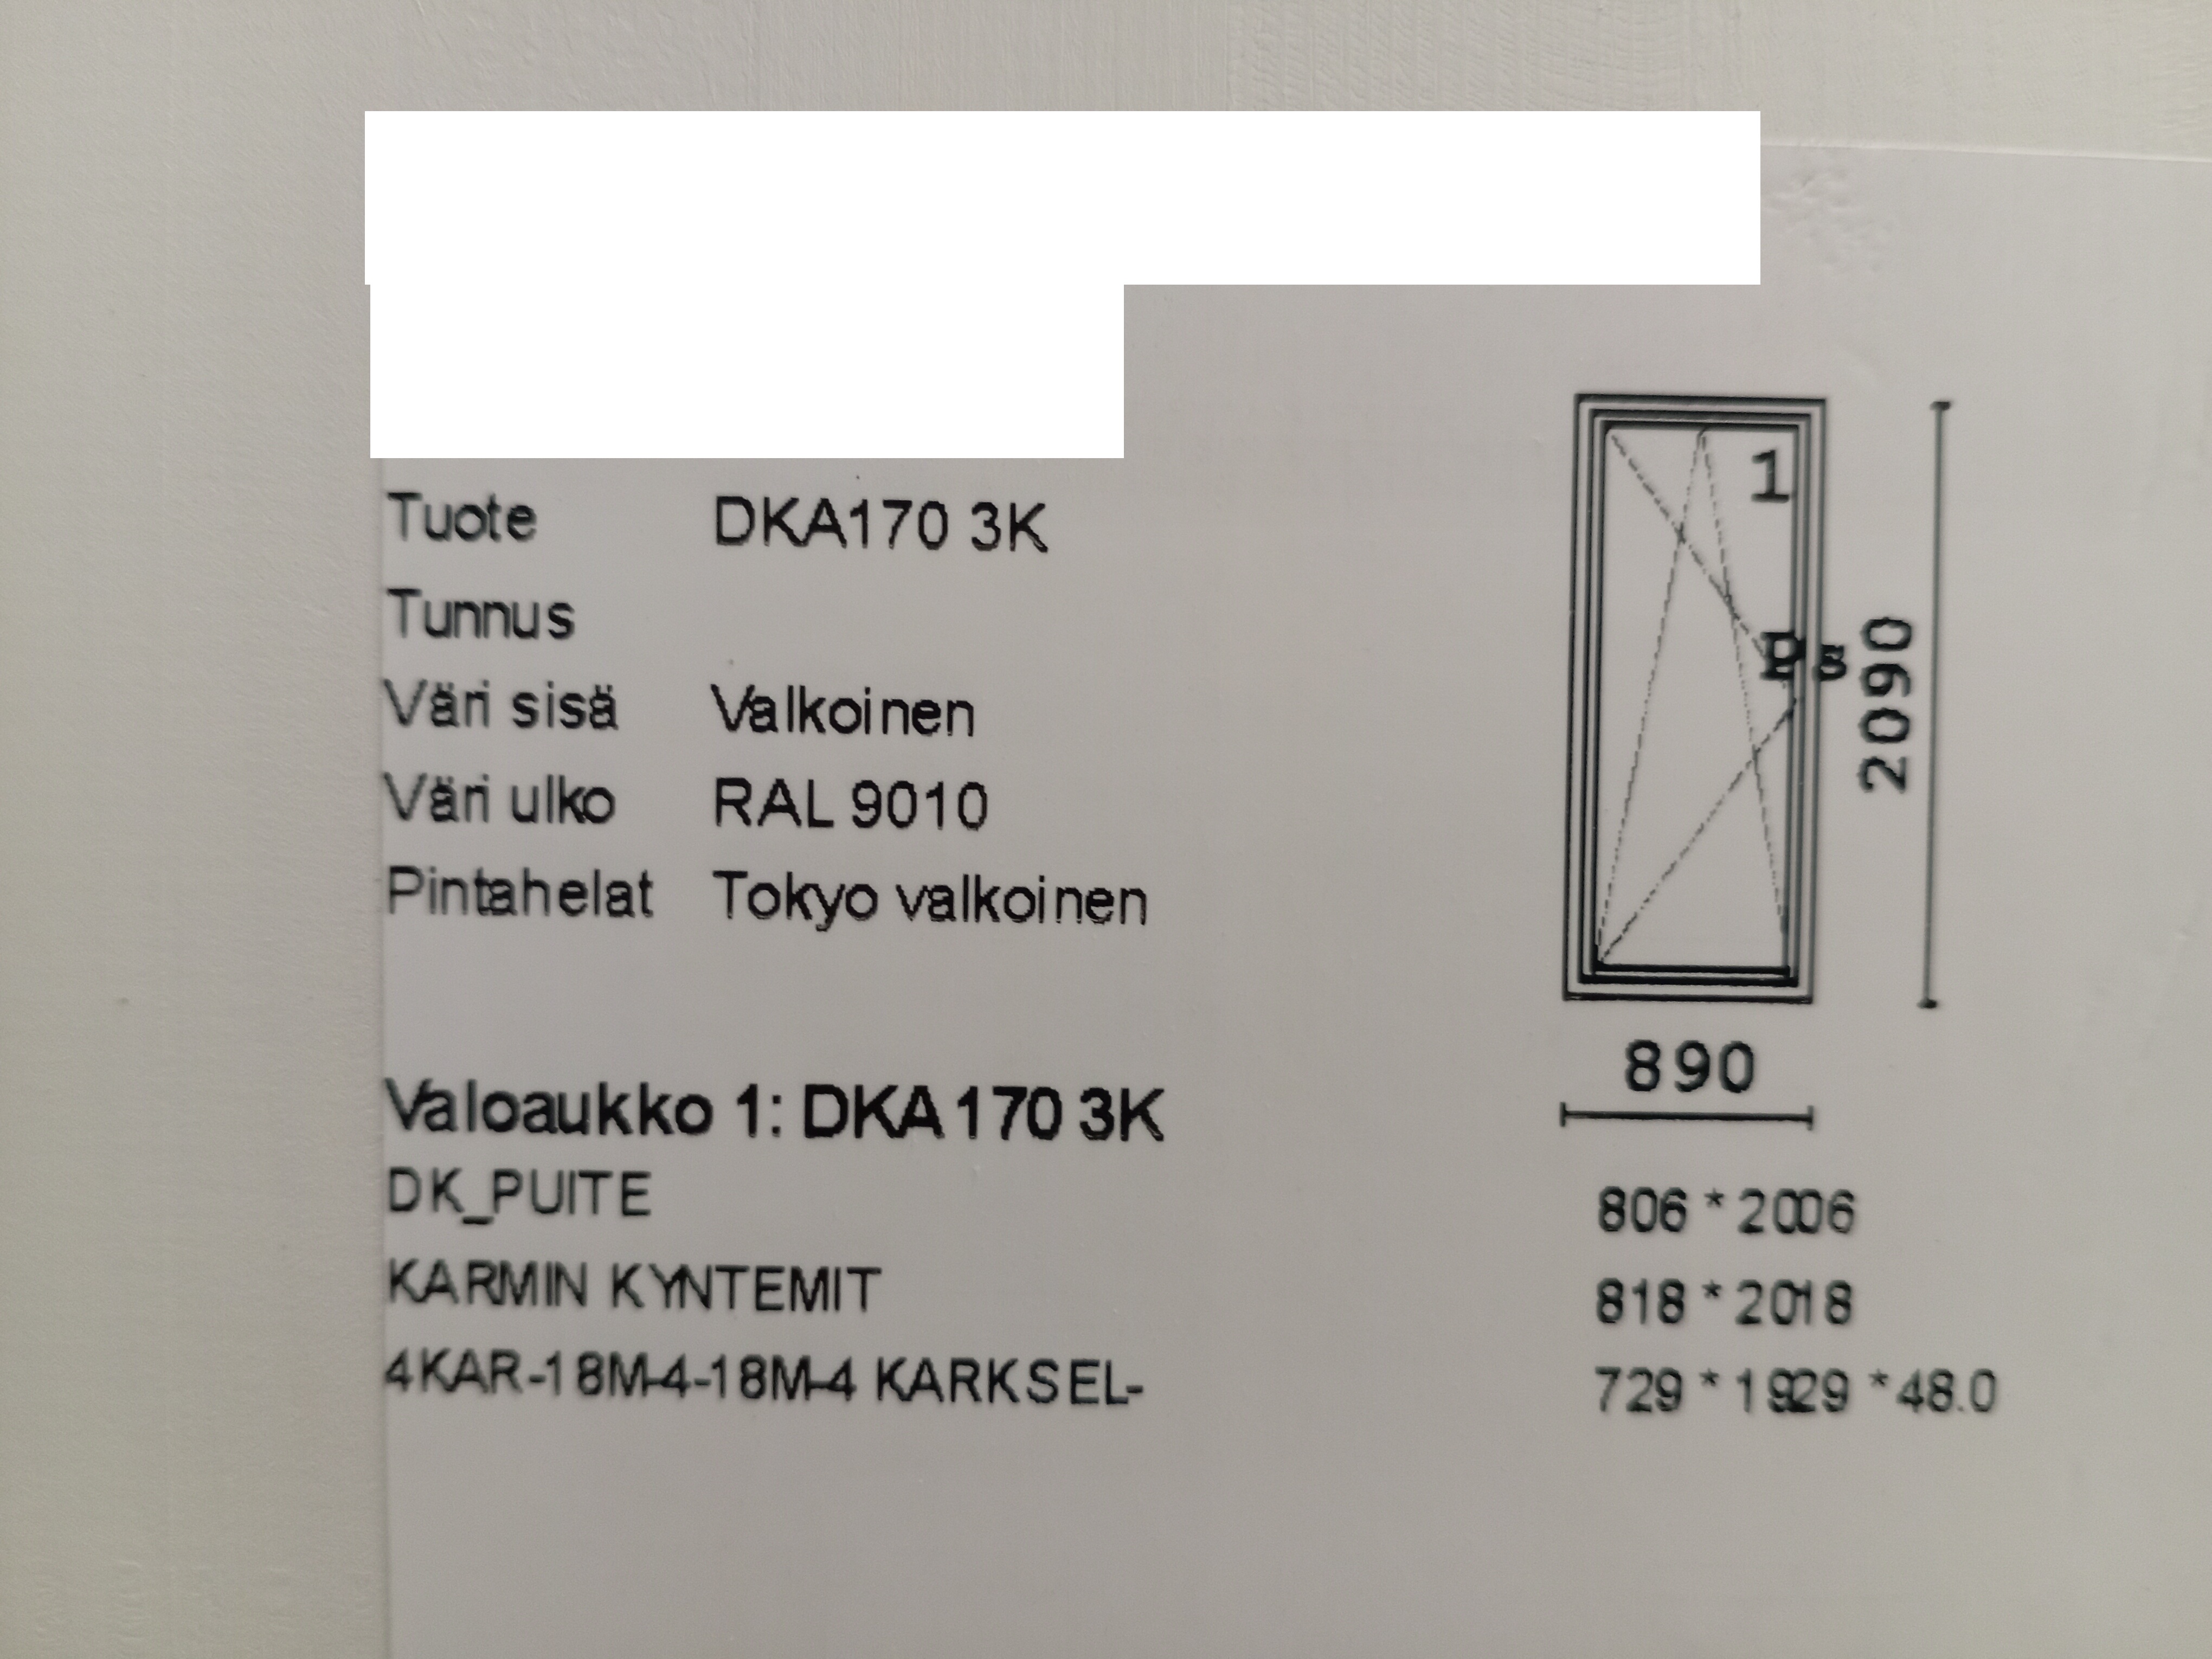 Tuote DKA170 3K
Tunnus
Väri sisä Valkoinen
Väri ulko RAL 9010
Pintahelat Tokyo valkoinen
1
Ps
2090
890
Valoaukko 1: DKA170 3K
DK_PUITE 806 * 2006
KARMIN KYNTEMIT 818 * 2018
4KAR-18M-4-18M-4 KARKSEL- 729 * 1929 * 48.0